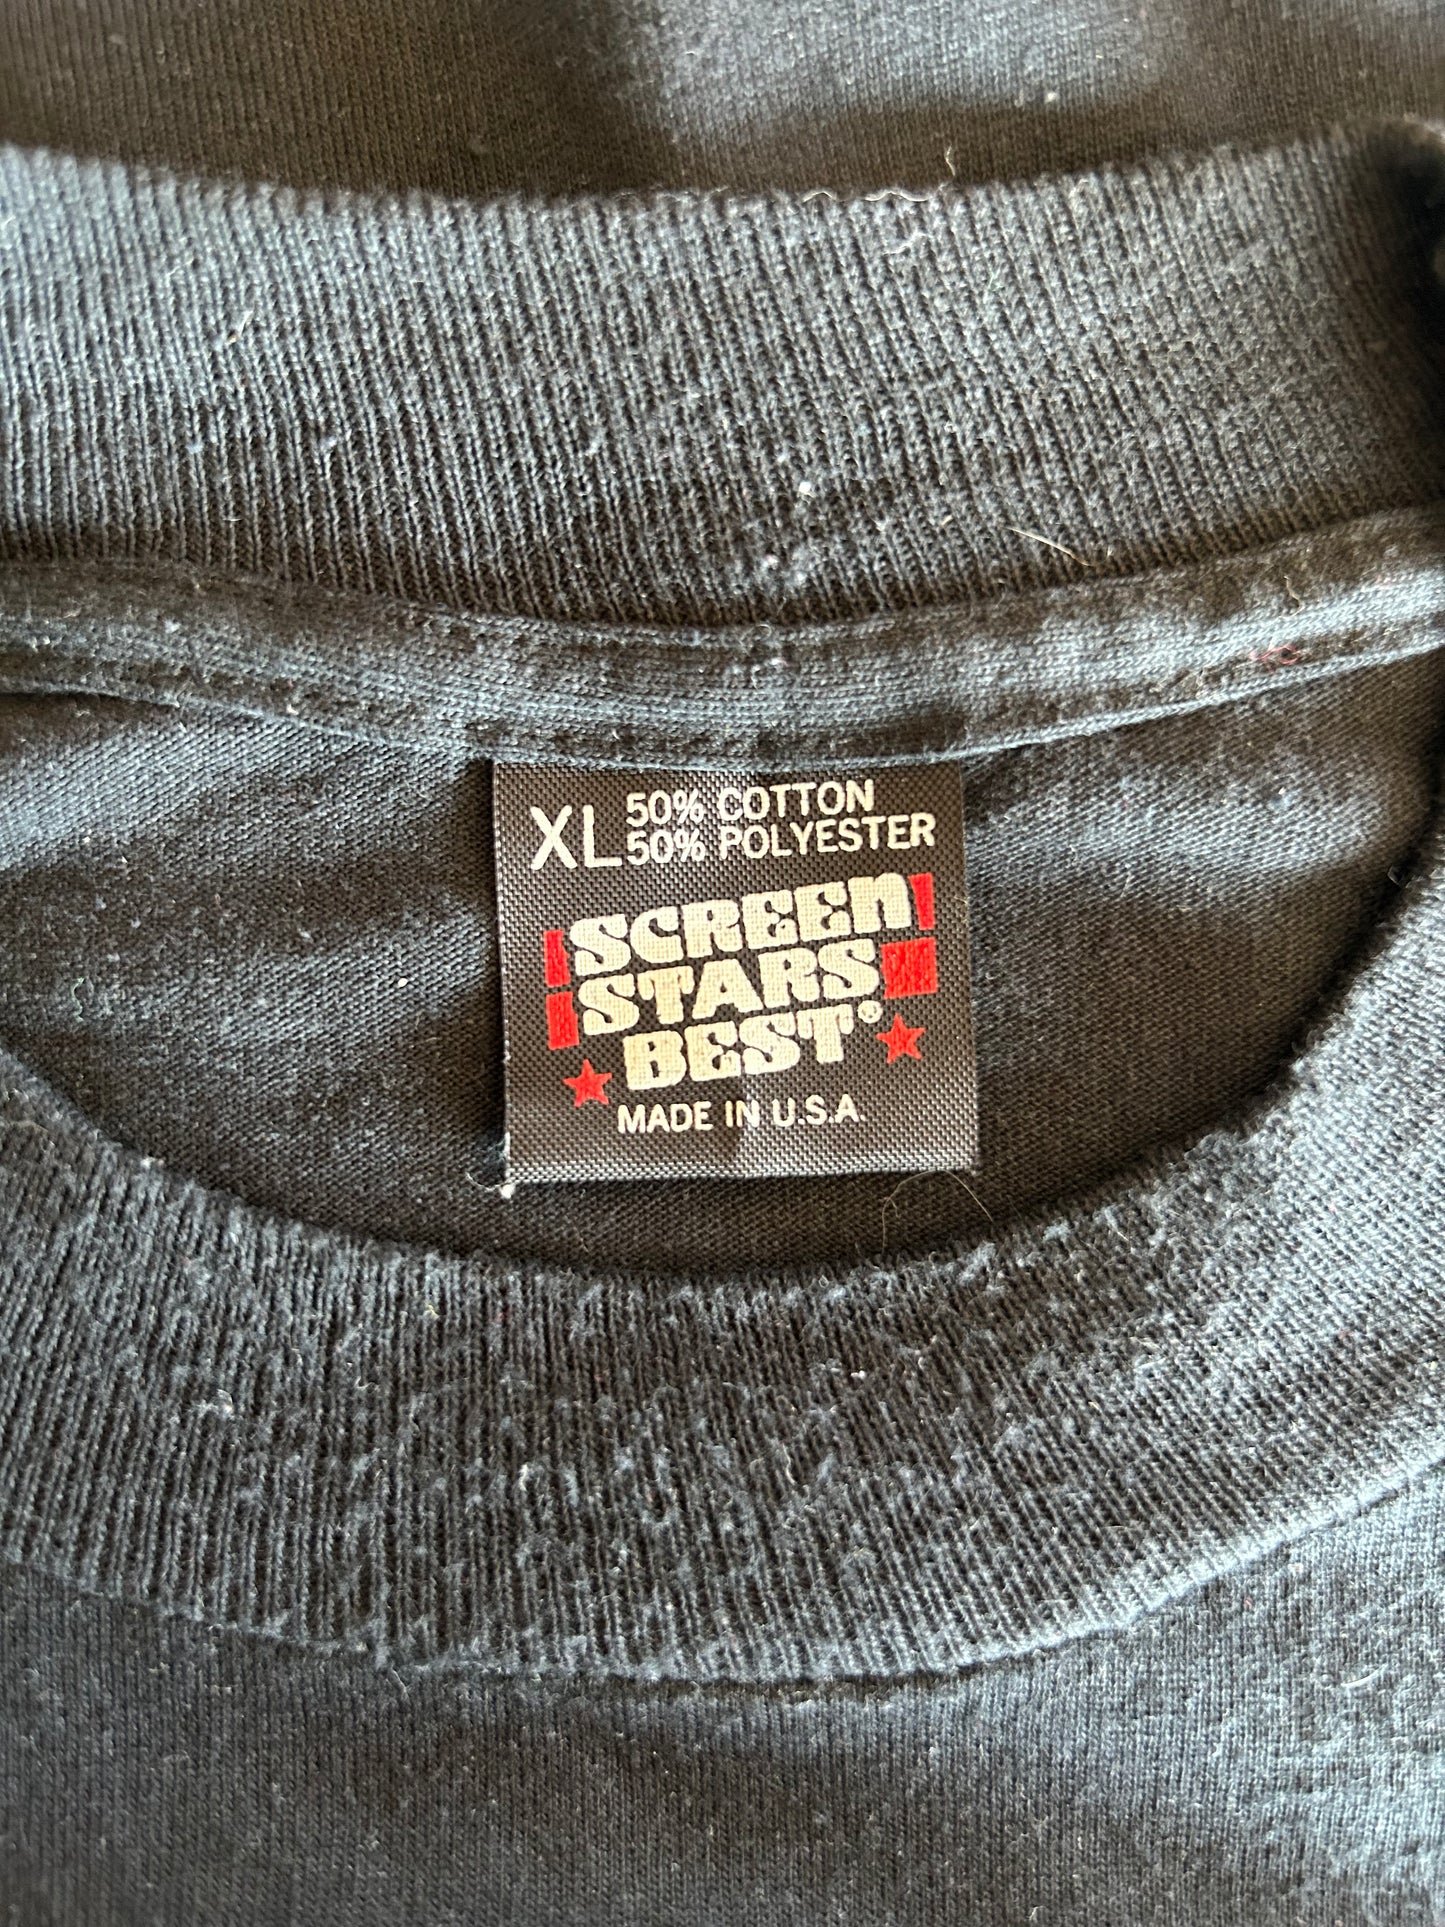 XL 50% COTTON
50% POLYESTER
SCREEN
STARS
BEST®
MADE IN U.S.A.